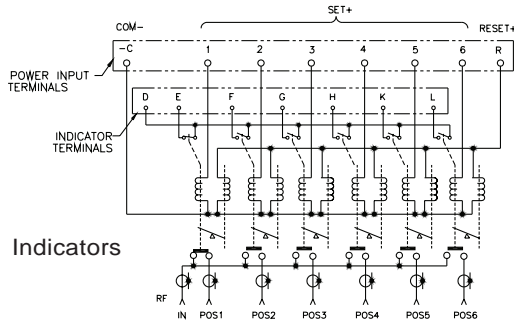 SET+
COM- RESET+
-C 1 2 3 4 5 6 R
POWER INPUT
TERMINALS
D E F G H K L
INDICATOR
TERMINALS
Indicators
RF
IN POS1 POS2 POS3 POS4 POS5 POS6